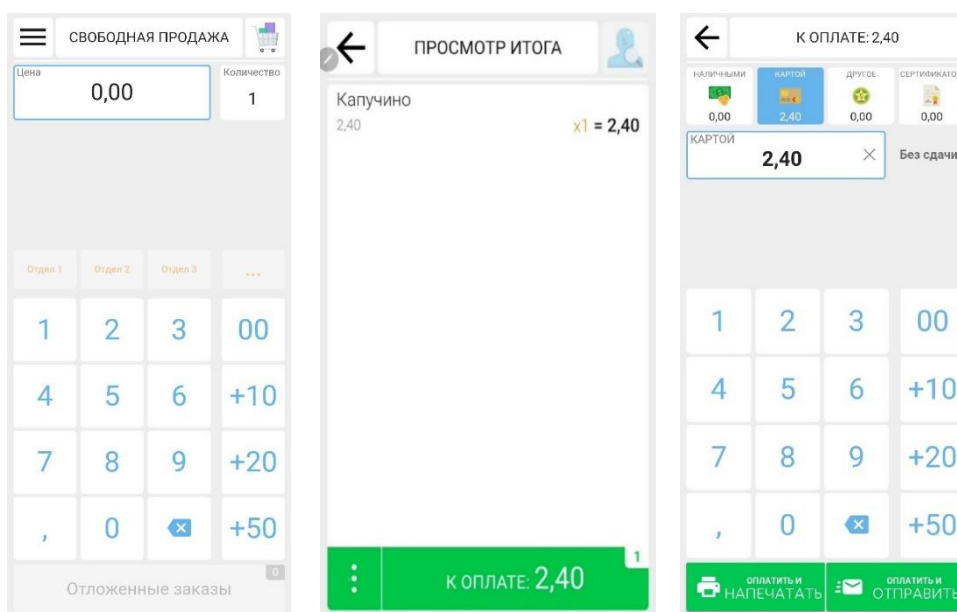 СВОБОДНАЯ ПРОДАЖА
Цена
0,00
Количество
1
Отдел 1 Отдел 2 Отдел 3 ...
1 2 3 00
4 5 6 +10
7 8 9 +20
, 0 +50
Отложенные заказы
0
ПРОСМОТР ИТОГА
Капучино
2,40 x1 = 2,40
К ОПЛАТЕ: 2,40
1
К ОПЛАТЕ: 2,40
НАЛИЧНЫМИ КАРТОЙ ДРУГОЕ СЕРТИФИКАТО
0,00 2,40 0,00 0,00
КАРТОЙ
2,40 Без сдачи
1 2 3 00
4 5 6 +10
7 8 9 +20
, 0 +50
ОПЛАТИТЬ И
НАПЕЧАТАТЬ
ОПЛАТИТЬ И
ОТПРАВИТЬ